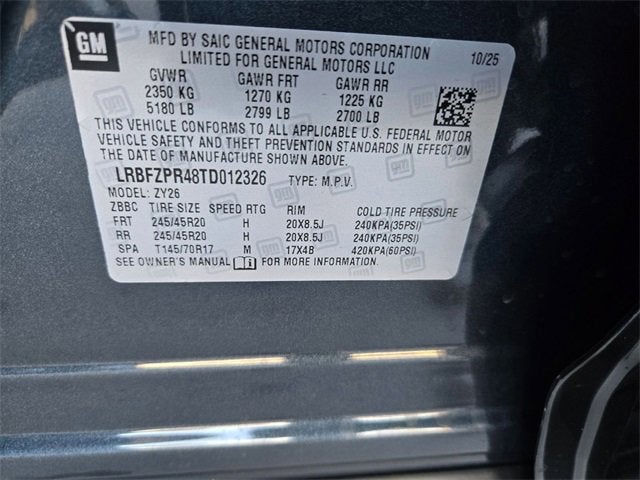 GM
MFD BY SAIC GENERAL MOTORS CORPORATION 10/25
LIMITED FOR GENERAL MOTORS LLC
GVWR GAWR FRT GAWR RR
2350 KG 1270 KG 1225 KG
5180 LB 2799 LB 2700 LB
THIS VEHICLE CONFORMS TO ALL APPLICABLE U.S. FEDERAL MOTOR
VEHICLE SAFETY AND THEFT PREVENTION STANDARDS IN EFFECT ON
THE DATE OF MANUFACTURE SHOWN ABOVE.
LRBFZPR48TD012326 TYPE: M.P.V.
MODEL: ZY26
ZBBC TIRE SIZE SPEED RTG RIM COLD TIRE PRESSURE
FRT 245/45R20 H 20X8.5J 240KPA(35PSI)
RR 245/45R20 H 20X8.5J 240KPA(35PSI)
SPA T145/70R17 M 17X4B 420KPA(60PSI)
SEE OWNER'S MANUAL FOR MORE INFORMATION.